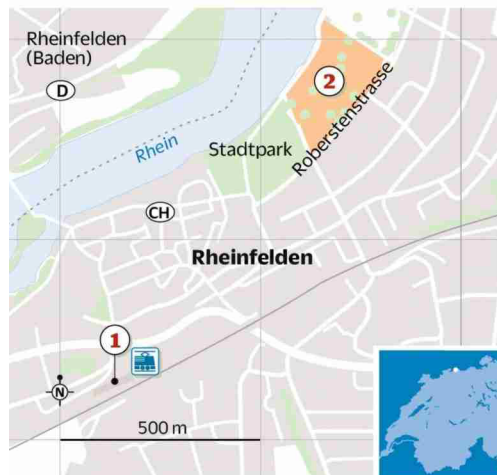 Rheinfelden
(Baden)
D
2
Roberstenstrasse
Rhein
Stadtpark
CH
Rheinfelden
1
N
500 m